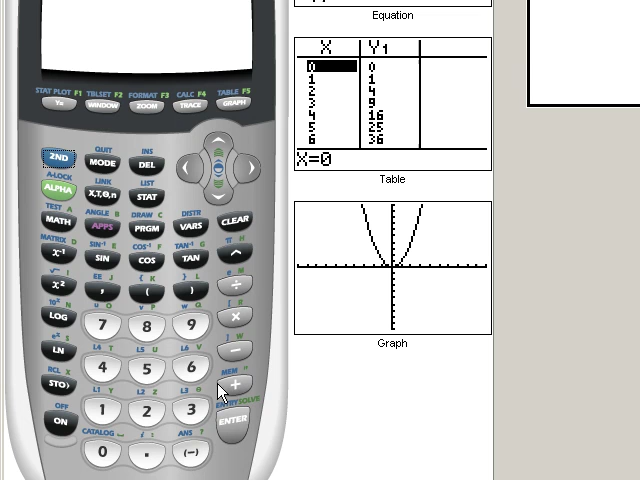 Equation
X Y1
0 0
1 1
2 4
3 9
4 16
5 25
6 36
X=0
Table
Graph
STAT PLOT F1 TBLSET F2 FORMAT F3 CALC F4 TABLE F5
Y= WINDOW ZOOM TRACE GRAPH
QUIT INS
2ND MODE DEL
A-LOCK LINK LIST
ALPHA X,T,Θ,n STAT
TEST A ANGLE B DRAW C DISTR
MATH APPS PRGM VARS CLEAR
MATRIX D SIN⁻¹ E COS⁻¹ F TAN⁻¹ G π H
x⁻¹ SIN COS TAN ^
√ I EE J { K } L e M
x² , ( ) ÷
10ˣ N u O v P w Q [ R
LOG 7 8 9 ×
eˣ S L4 T L5 U L6 V ] W
LN 4 5 6 −
RCL X L1 Y L2 Z L3 Θ MEM "
STO› 1 2 3 +
OFF CATALOG i : ANS ? ENTRY SOLVE
ON 0 . (−) ENTER